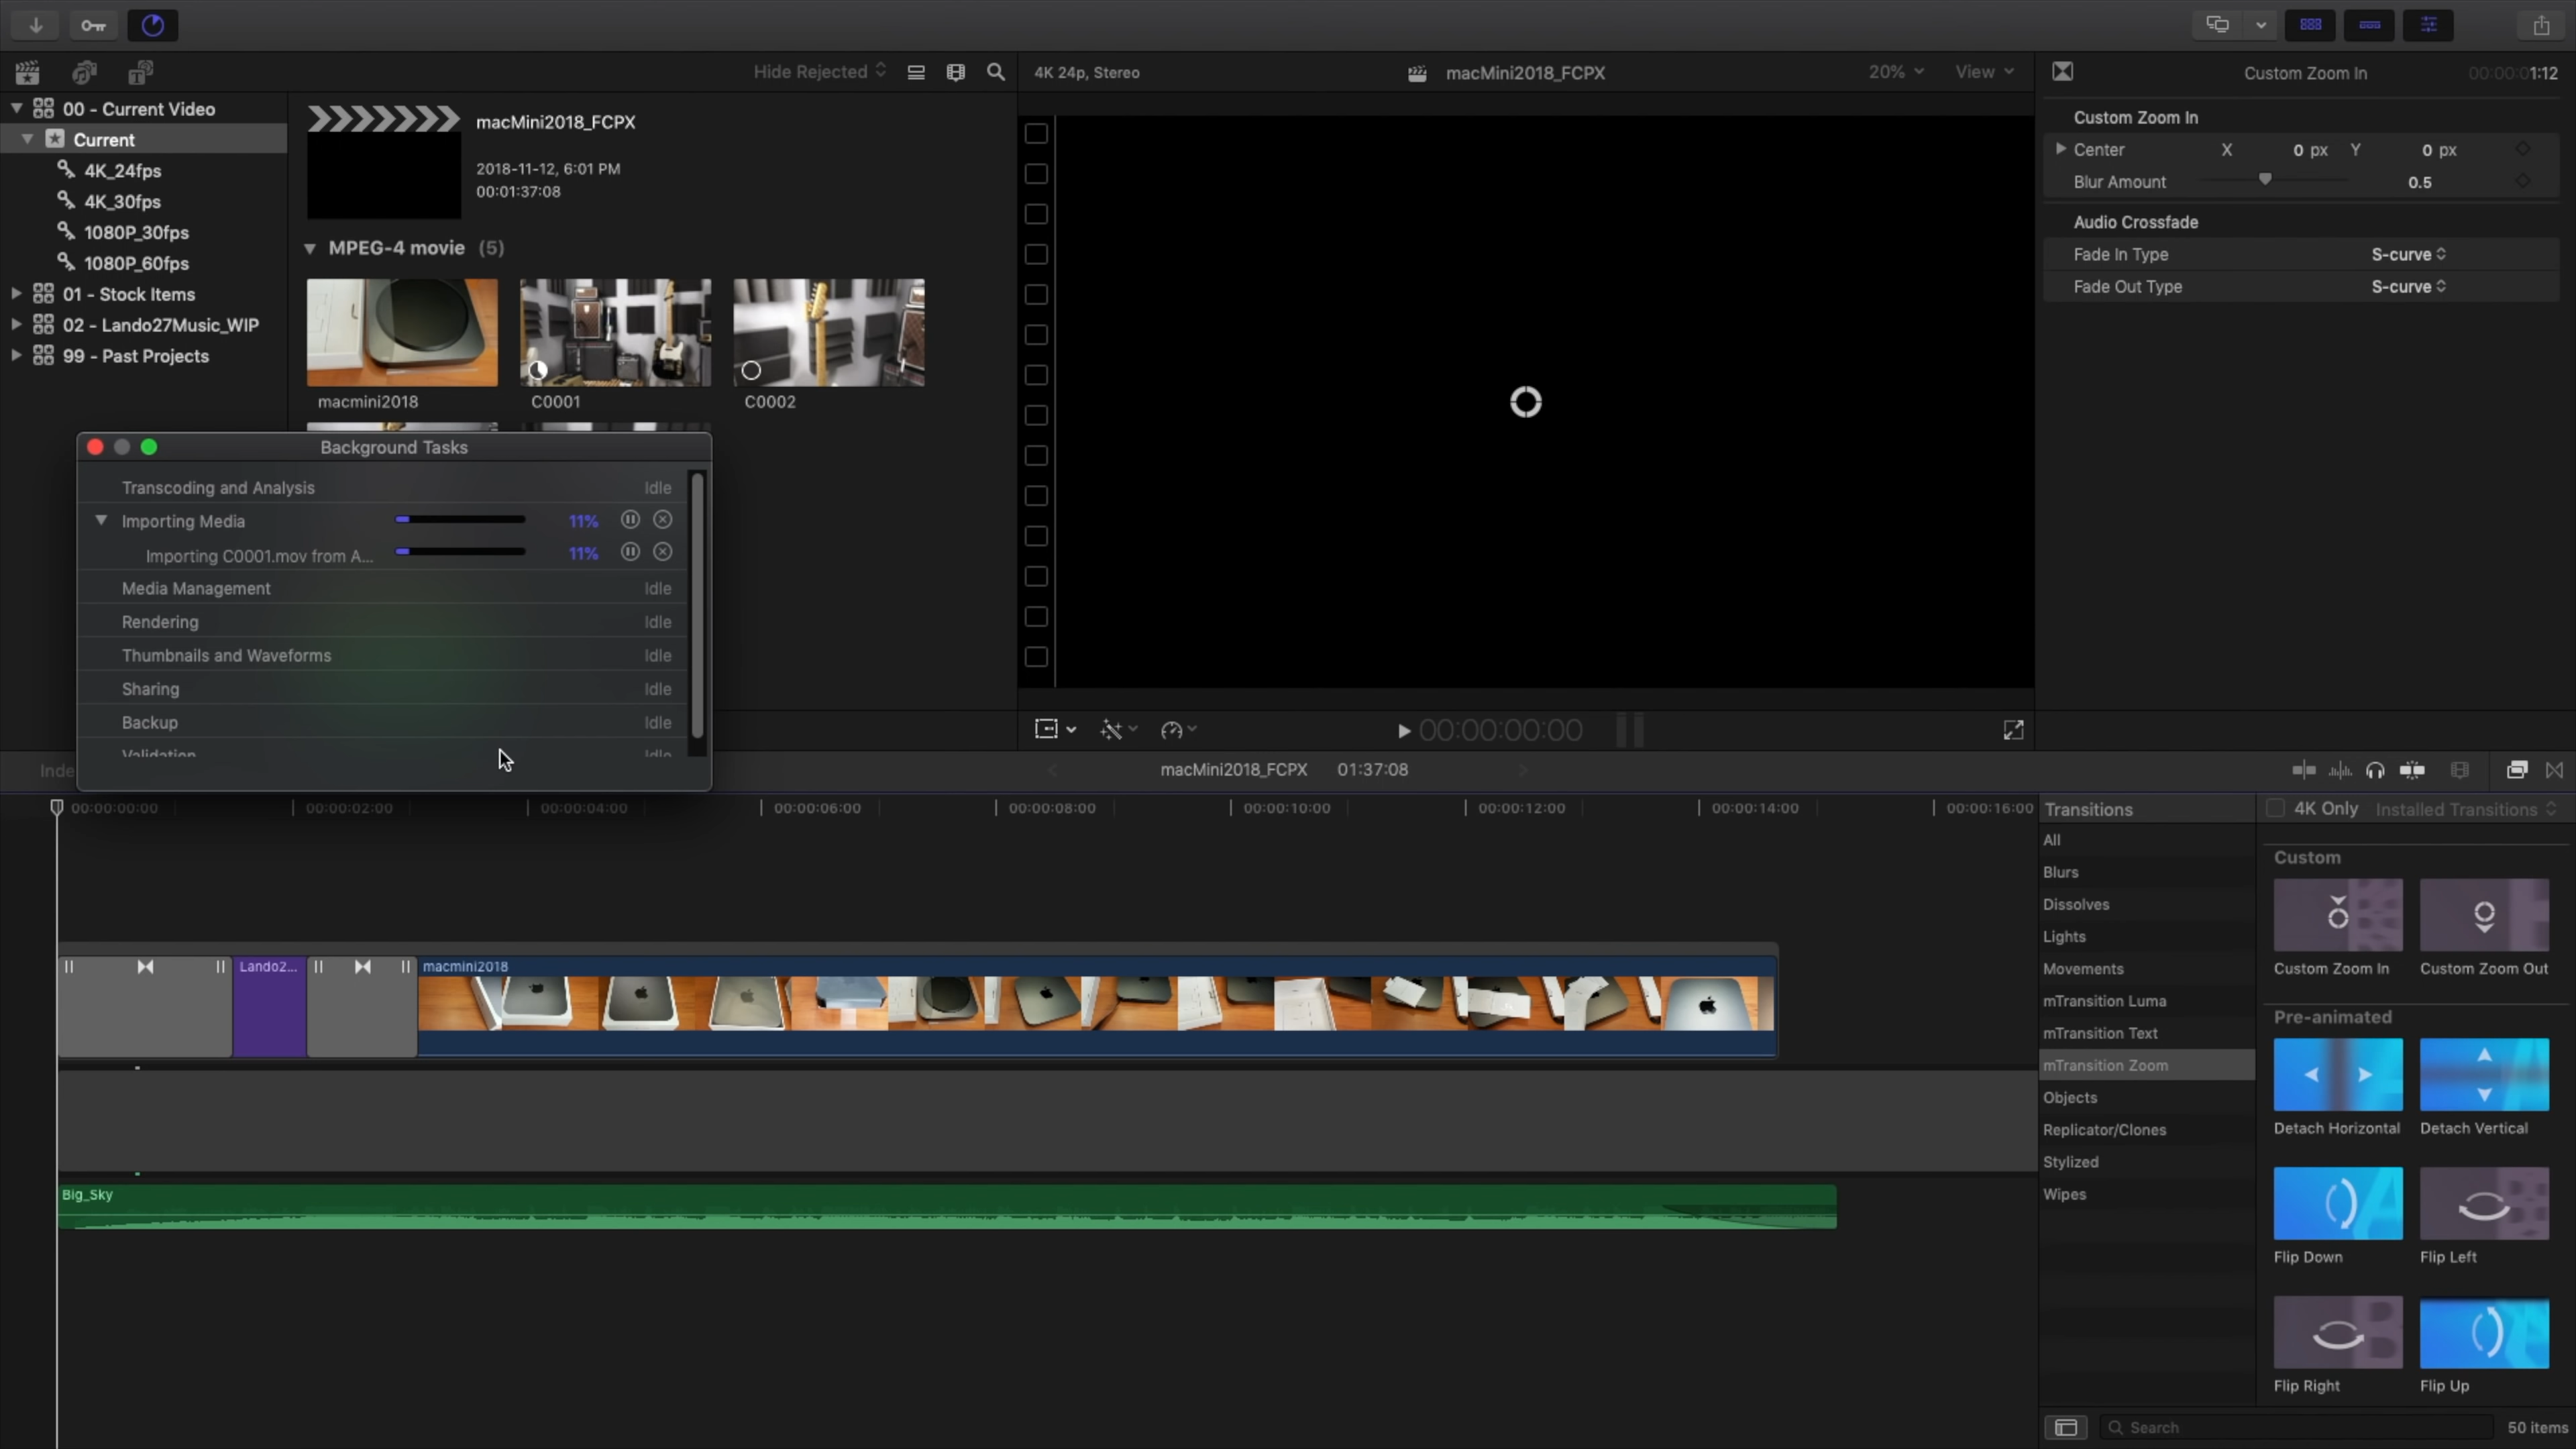 Hide Rejected
4K 24p, Stereo
macMini2018_FCPX
20%
View
Custom Zoom In
00:00:01:12
00 - Current Video
Current
4K_24fps
4K_30fps
1080P_30fps
1080P_60fps
01 - Stock Items
02 - Lando27Music_WIP
99 - Past Projects
macMini2018_FCPX
2018-11-12, 6:01 PM
00:01:37:08
MPEG-4 movie (5)
macmini2018
C0001
C0002
Custom Zoom In
Center X 0 px Y 0 px
Blur Amount 0.5
Audio Crossfade
Fade In Type S-curve
Fade Out Type S-curve
Background Tasks
Transcoding and Analysis Idle
Importing Media 11%
Importing C0001.mov from A... 11%
Media Management Idle
Rendering Idle
Thumbnails and Waveforms Idle
Sharing Idle
Backup Idle
Validation Idle
00:00:00:00
Inde
macMini2018_FCPX 01:37:08
00:00:00:00 00:00:02:00 00:00:04:00 00:00:06:00 00:00:08:00 00:00:10:00 00:00:12:00 00:00:14:00 00:00:16:00
Lando2...
macmini2018
Big_Sky
Transitions
4K Only
Installed Transitions
All
Blurs
Dissolves
Lights
Movements
mTransition Luma
mTransition Text
mTransition Zoom
Objects
Replicator/Clones
Stylized
Wipes
Custom
Custom Zoom In
Custom Zoom Out
Pre-animated
Detach Horizontal
Detach Vertical
Flip Down
Flip Left
Flip Right
Flip Up
Search
50 items